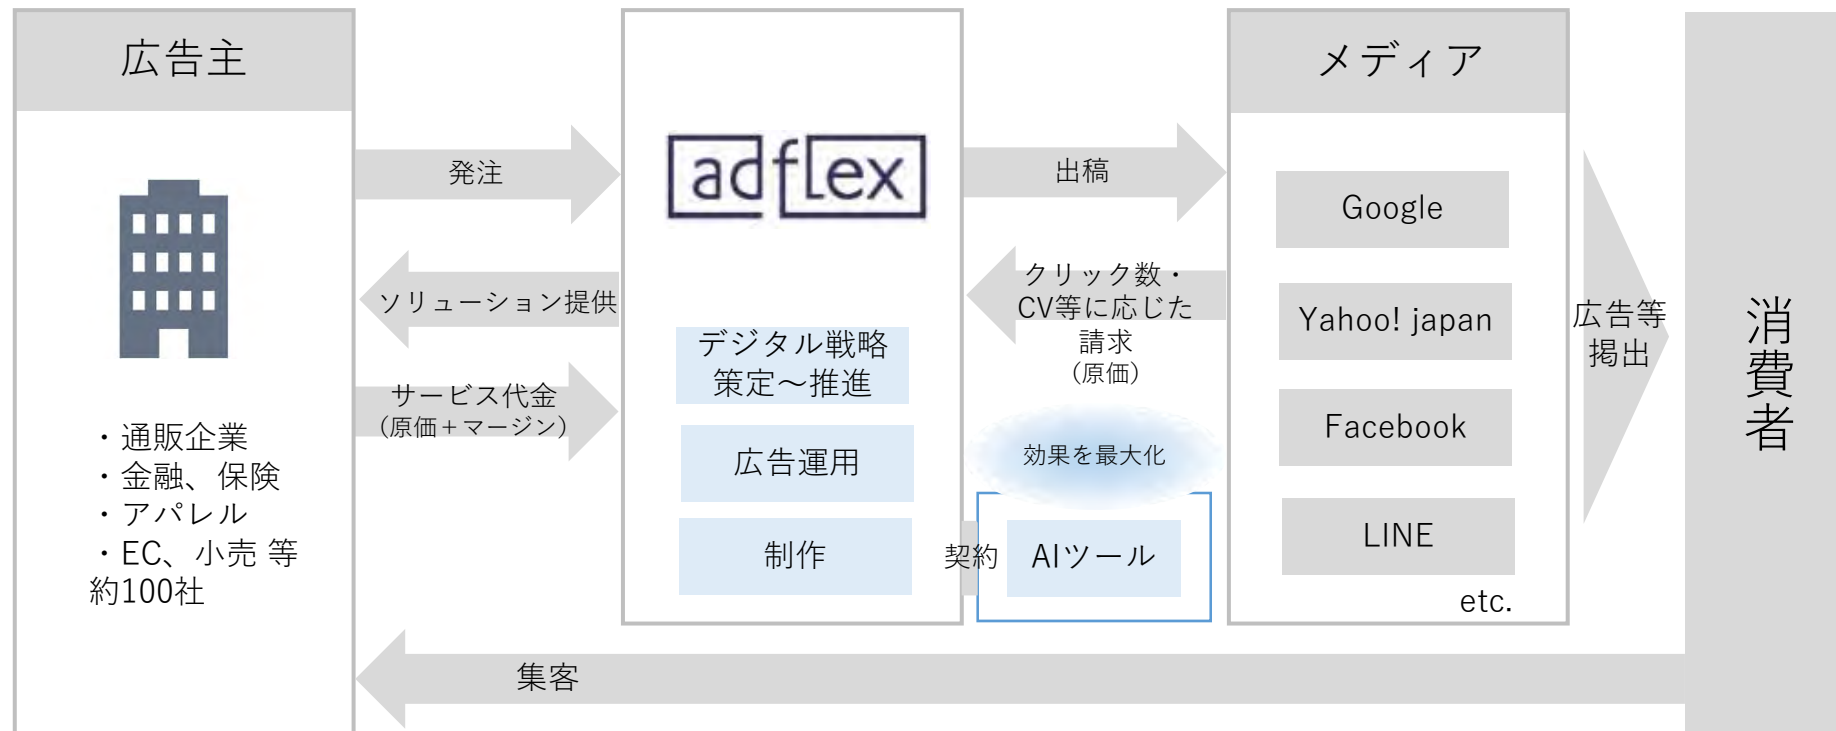 広告主
・通販企業
・金融、保険
・アパレル
・EC、小売 等
約100社
発注
ソリューション提供
サービス代金
(原価+マージン)
adflex
デジタル戦略
策定~推進
広告運用
制作
出稿
クリック数・
CV等に応じた
請求
(原価)
効果を最大化
契約
AIツール
メディア
Google
Yahoo! japan
Facebook
LINE
etc.
広告等
掲出
消費者
集客